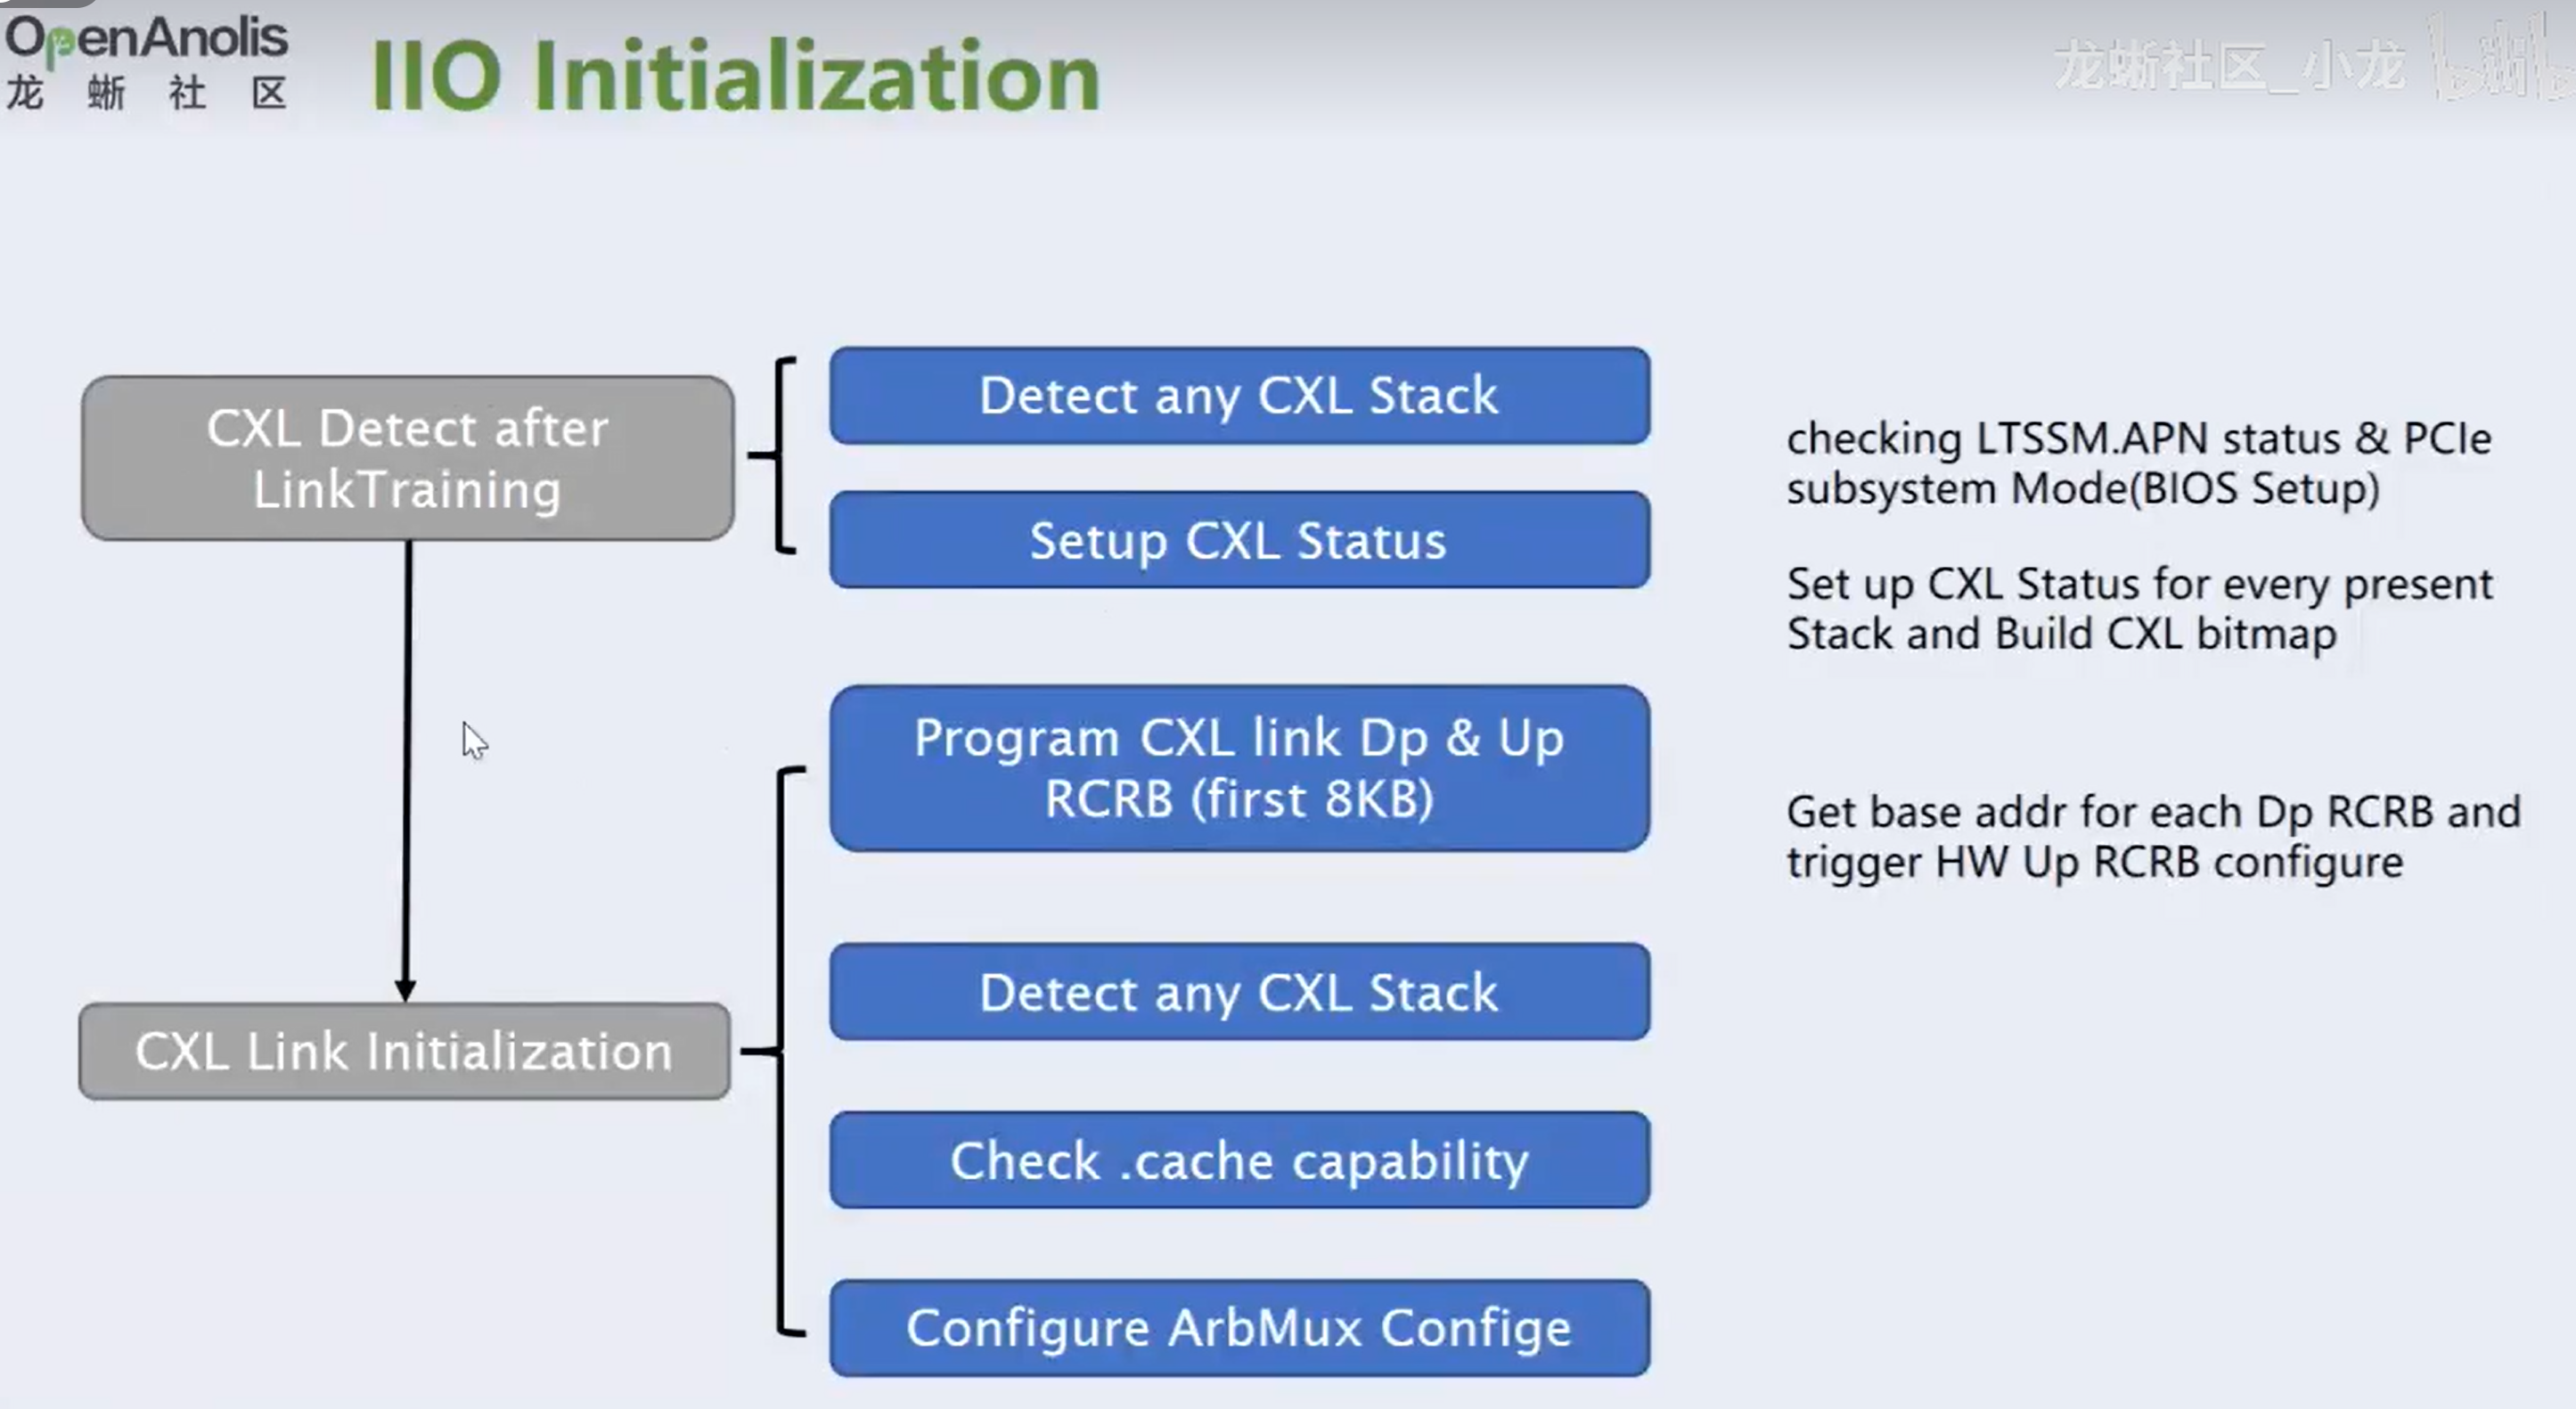 OpenAnolis
龙蜥社区
IIO Initialization
龙蜥社区_小龙
CXL Detect after
LinkTraining
Detect any CXL Stack
Setup CXL Status
checking LTSSM.APN status & PCIe
subsystem Mode(BIOS Setup)
Set up CXL Status for every present
Stack and Build CXL bitmap
CXL Link Initialization
Program CXL link Dp & Up
RCRB (first 8KB)
Detect any CXL Stack
Check .cache capability
Configure ArbMux Confige
Get base addr for each Dp RCRB and
trigger HW Up RCRB configure